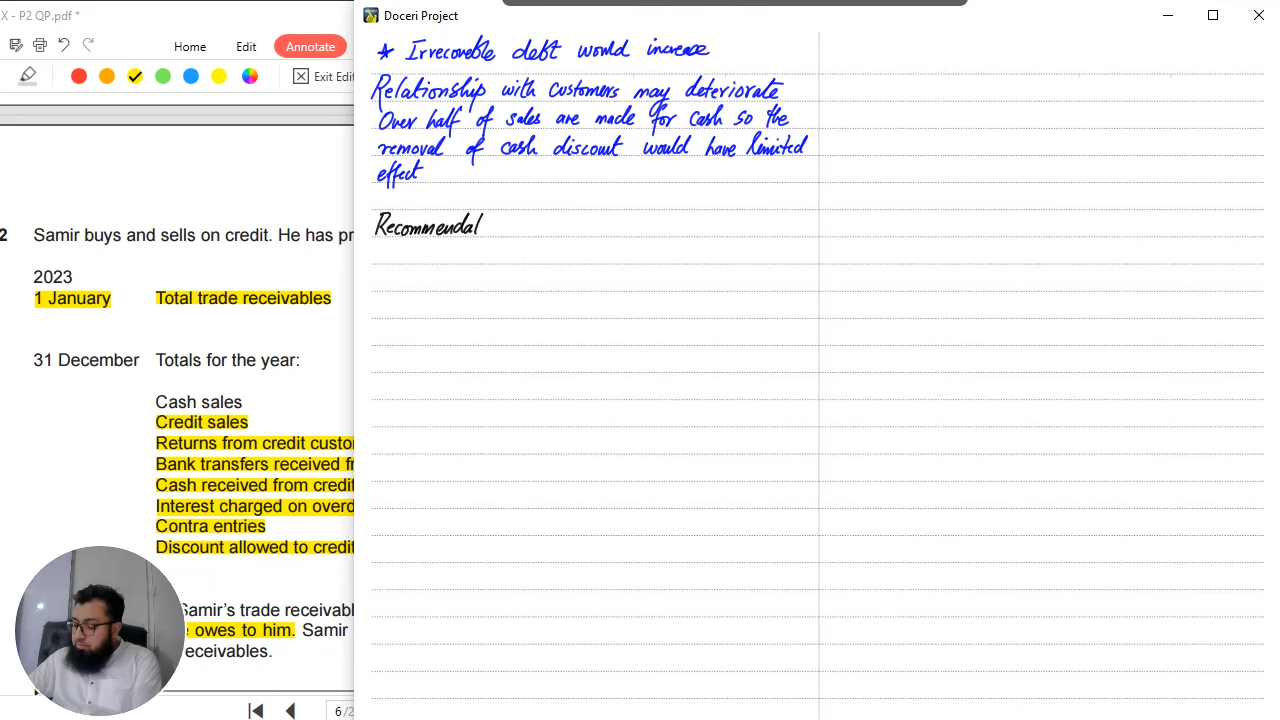 X - P2 QP.pdf *
Doceri Project
Home
Edit
Annotate
Exit Edi
* Irrecoverble debt would increase
Relationship with customers may deteriorate
Over half of sales are made for cash so the
removal of cash discount would have limited
effect
Recommendal
2 Samir buys and sells on credit. He has pr
2023
1 January Total trade receivables
31 December Totals for the year:
Cash sales
Credit sales
Returns from credit custo
Bank transfers received f
Cash received from credit
Interest charged on overd
Contra entries
Discount allowed to credit
Samir's trade receivabl
e owes to him. Samir
eceivables.
6/2